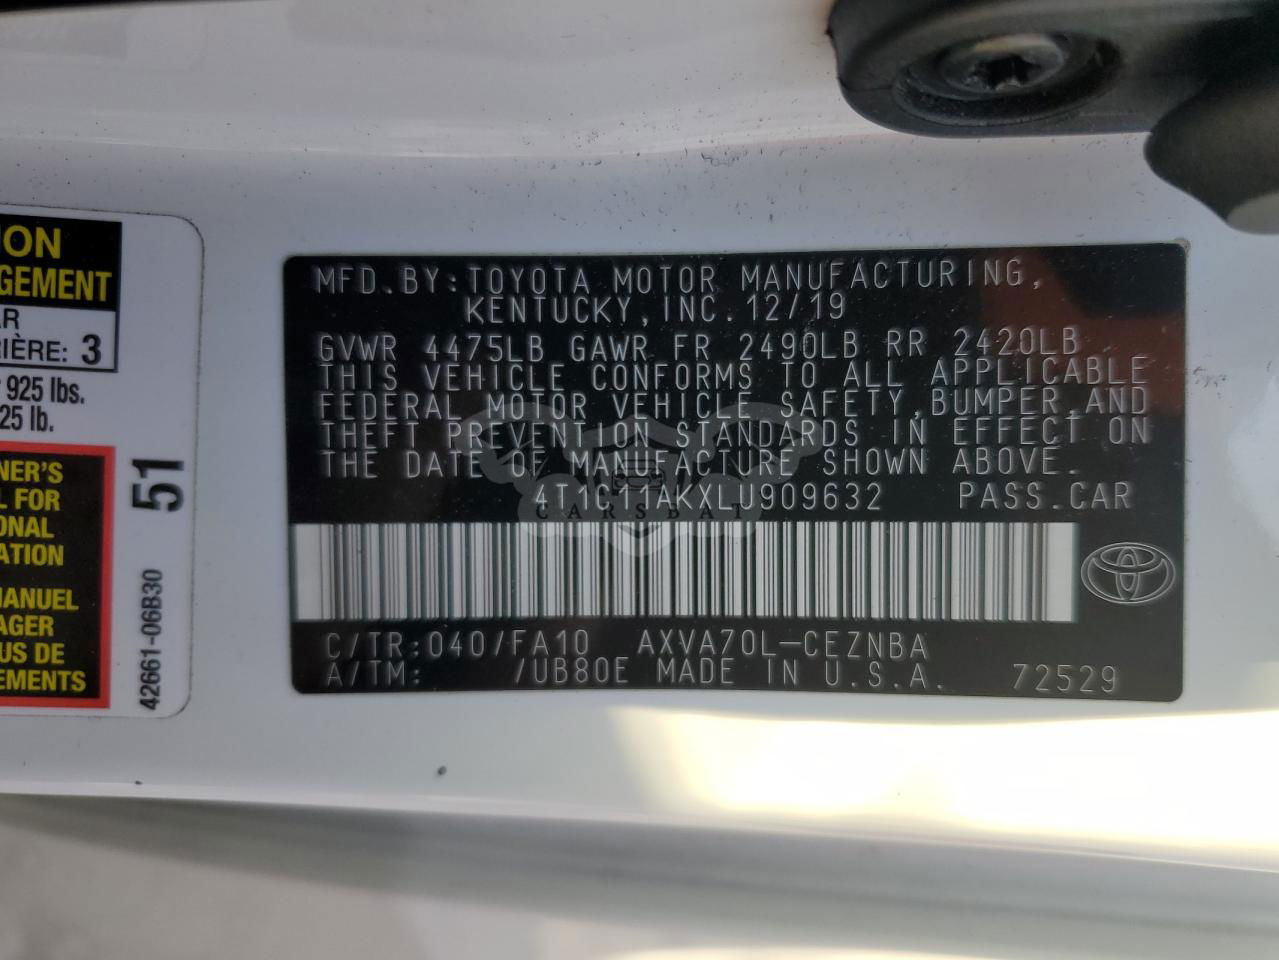 ION
GEMENT
AR
RIÈRE: 3
925 lbs.
25 lb.
NER'S
L FOR
ONAL
ATION
MANUEL
AGER
US DE
EMENTS
51
42661-06B30
MFD.BY:TOYOTA MOTOR MANUFACTURING,
KENTUCKY,INC.12/19
GVWR 4475LB GAWR FR 2490LB RR 2420LB
THIS VEHICLE CONFORMS TO ALL APPLICABLE
FEDERAL MOTOR VEHICLE SAFETY,BUMPER,AND
THEFT PREVENTION STANDARDS IN EFFECT ON
THE DATE OF MANUFACTURE SHOWN ABOVE.
4T1G11AKXLU909632 PASS.CAR
CARSBAT
C/TR:040/FA10 AXVA70L-CEZNBA
A/TM: /UB80E MADE IN U.S.A. 72529